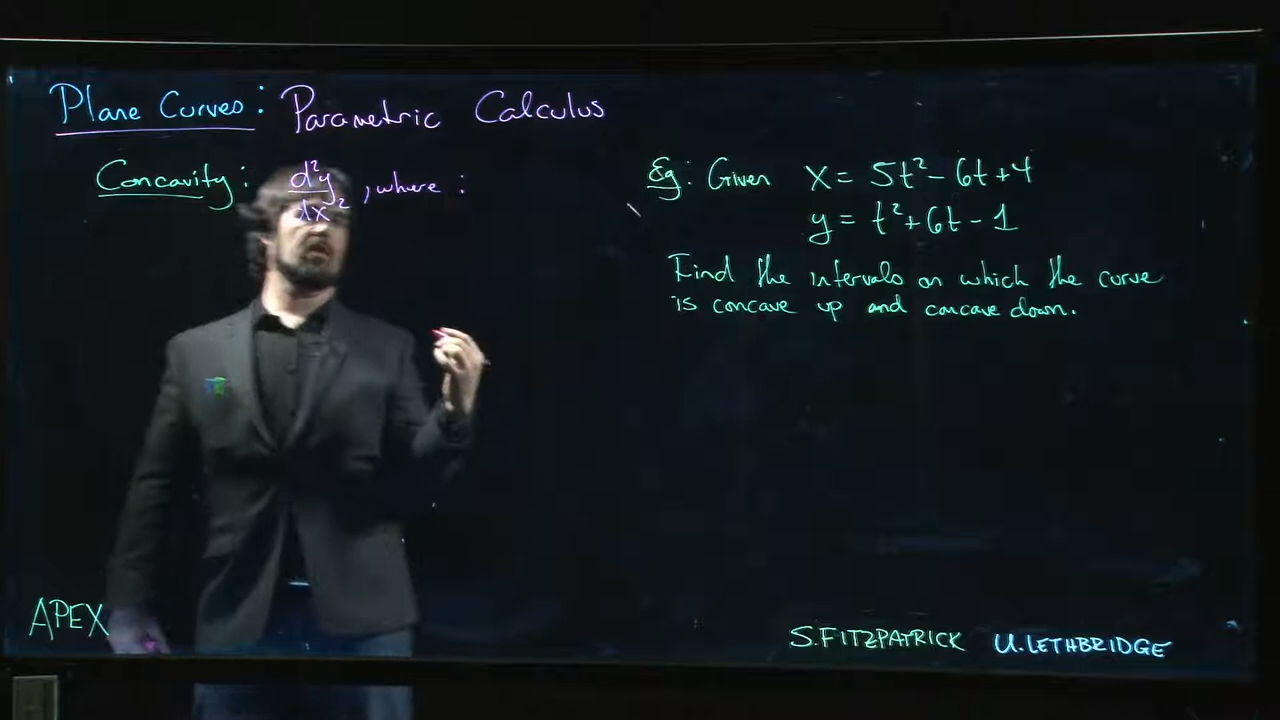 Plane Curves: Parametric Calculus
Concavity: d²y/dx², where :
Eg: Given x = 5t² - 6t + 4
y = t² + 6t - 1
Find the intervals on which the curve
is concave up and concave down.
APEX
S.FITZPATRICK U.LETHBRIDGE